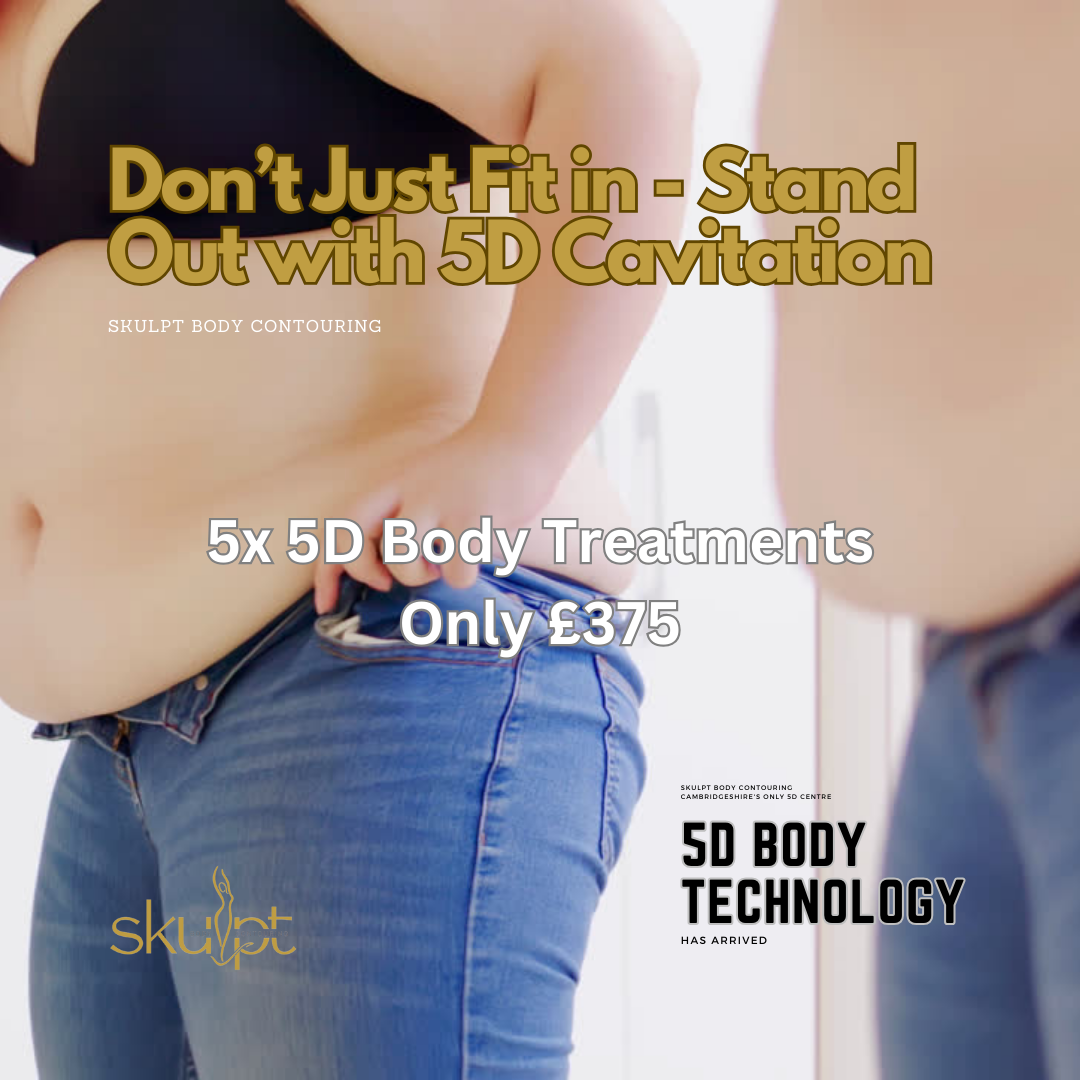 Don’t Just Fit in - Stand
Out with 5D Cavitation
SKULPT BODY CONTOURING
5x 5D Body Treatments
Only £375
SKULPT BODY CONTOURING
CAMBRIDGESHIRE'S ONLY 5D CENTRE
5D BODY
TECHNOLOGY
HAS ARRIVED
skulpt